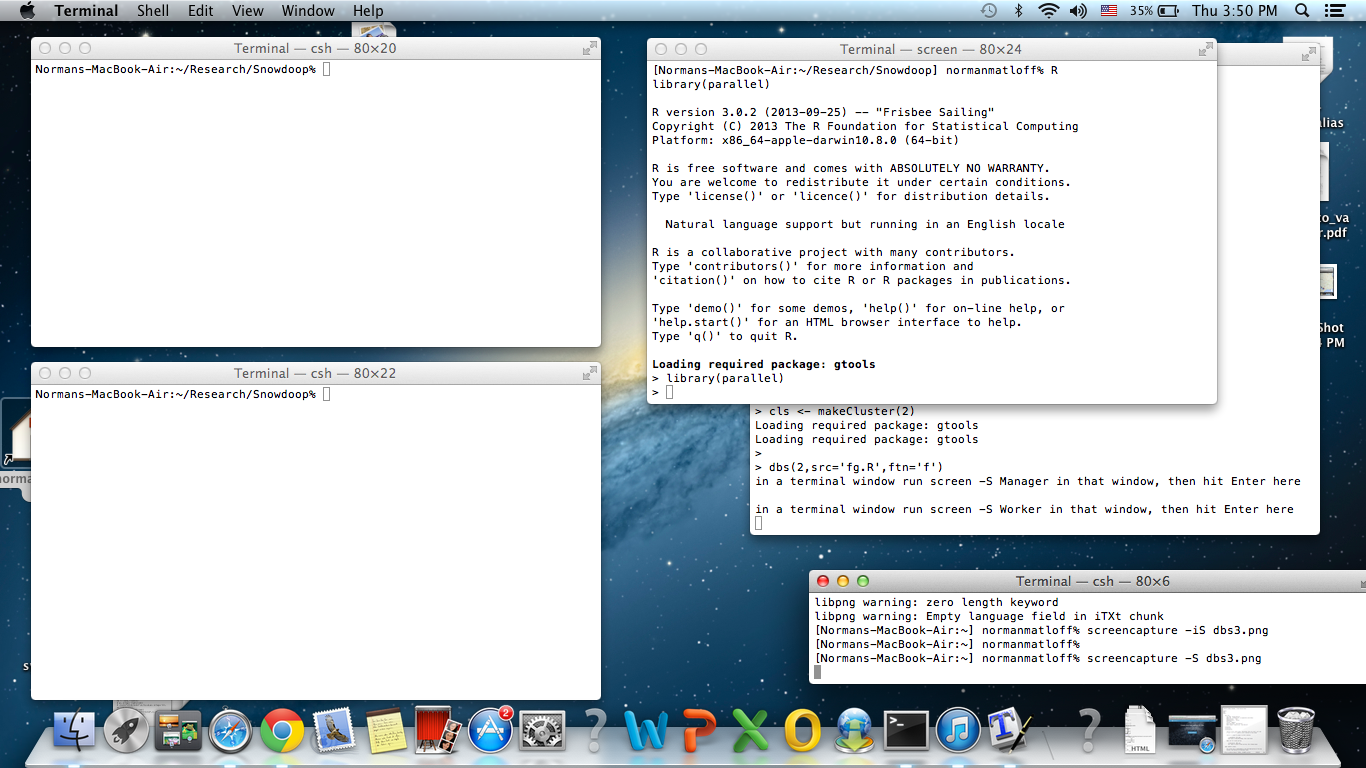 Terminal Shell Edit View Window Help 35% Thu 3:50 PM
Terminal — csh — 80×20
Normans-MacBook-Air:~/Research/Snowdoop%
Terminal — csh — 80×22
Normans-MacBook-Air:~/Research/Snowdoop%
Terminal — screen — 80×24
[Normans-MacBook-Air:~/Research/Snowdoop] normanmatloff% R
library(parallel)
R version 3.0.2 (2013-09-25) -- "Frisbee Sailing"
Copyright (C) 2013 The R Foundation for Statistical Computing
Platform: x86_64-apple-darwin10.8.0 (64-bit)
R is free software and comes with ABSOLUTELY NO WARRANTY.
You are welcome to redistribute it under certain conditions.
Type 'license()' or 'licence()' for distribution details.
Natural language support but running in an English locale
R is a collaborative project with many contributors.
Type 'contributors()' for more information and
'citation()' on how to cite R or R packages in publications.
Type 'demo()' for some demos, 'help()' for on-line help, or
'help.start()' for an HTML browser interface to help.
Type 'q()' to quit R.
Loading required package: gtools
> library(parallel)
>
> cls <- makeCluster(2)
Loading required package: gtools
Loading required package: gtools
>
> dbs(2,src='fg.R',ftn='f')
in a terminal window run screen -S Manager in that window, then hit Enter here
in a terminal window run screen -S Worker in that window, then hit Enter here
Terminal — csh — 80×6
libpng warning: zero length keyword
libpng warning: Empty language field in iTXt chunk
[Normans-MacBook-Air:~] normanmatloff% screencapture -iS dbs3.png
[Normans-MacBook-Air:~] normanmatloff%
[Normans-MacBook-Air:~] normanmatloff% screencapture -S dbs3.png
alias
co_va
r.pdf
Shot
PM
norma
2
HTML